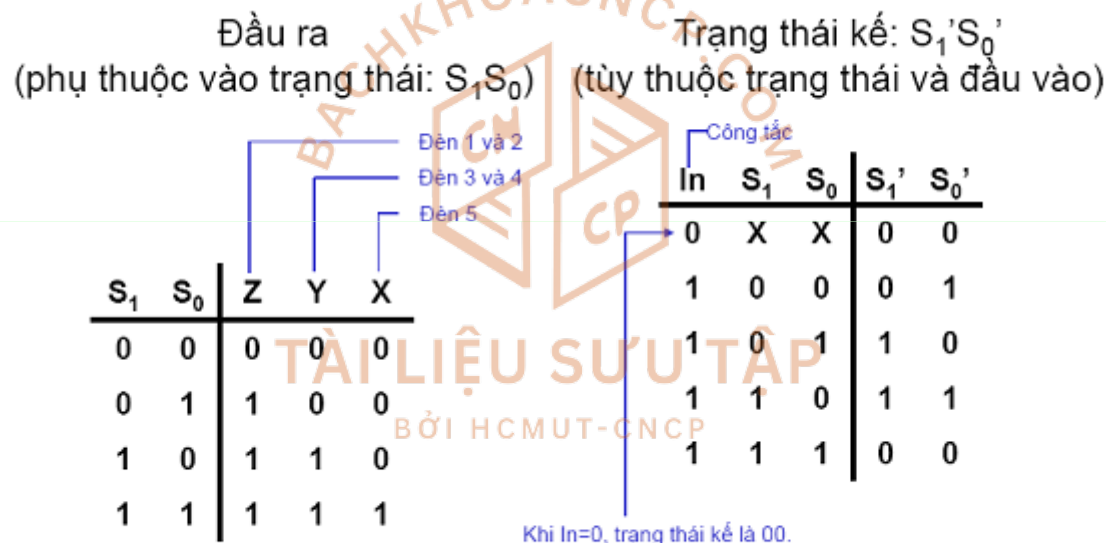 Đầu ra
(phụ thuộc vào trạng thái: S₁S₀)
Trạng thái kế: S₁'S₀'
(tùy thuộc trạng thái và đầu vào)
Đèn 1 và 2
Đèn 3 và 4
Đèn 5
S₁ S₀ Z Y X
0 0 0 0 0
0 1 1 0 0
1 0 1 1 0
1 1 1 1 1
Công tắc
In S₁ S₀ S₁' S₀'
0 X X 0 0
1 0 0 0 1
1 0 1 1 0
1 1 0 1 1
1 1 1 0 0
Khi In=0, trạng thái kế là 00.
BACHKHOACNCP.COM
CN
CP
TÀI LIỆU SƯU TẬP
BỞI HCMUT-CNCP